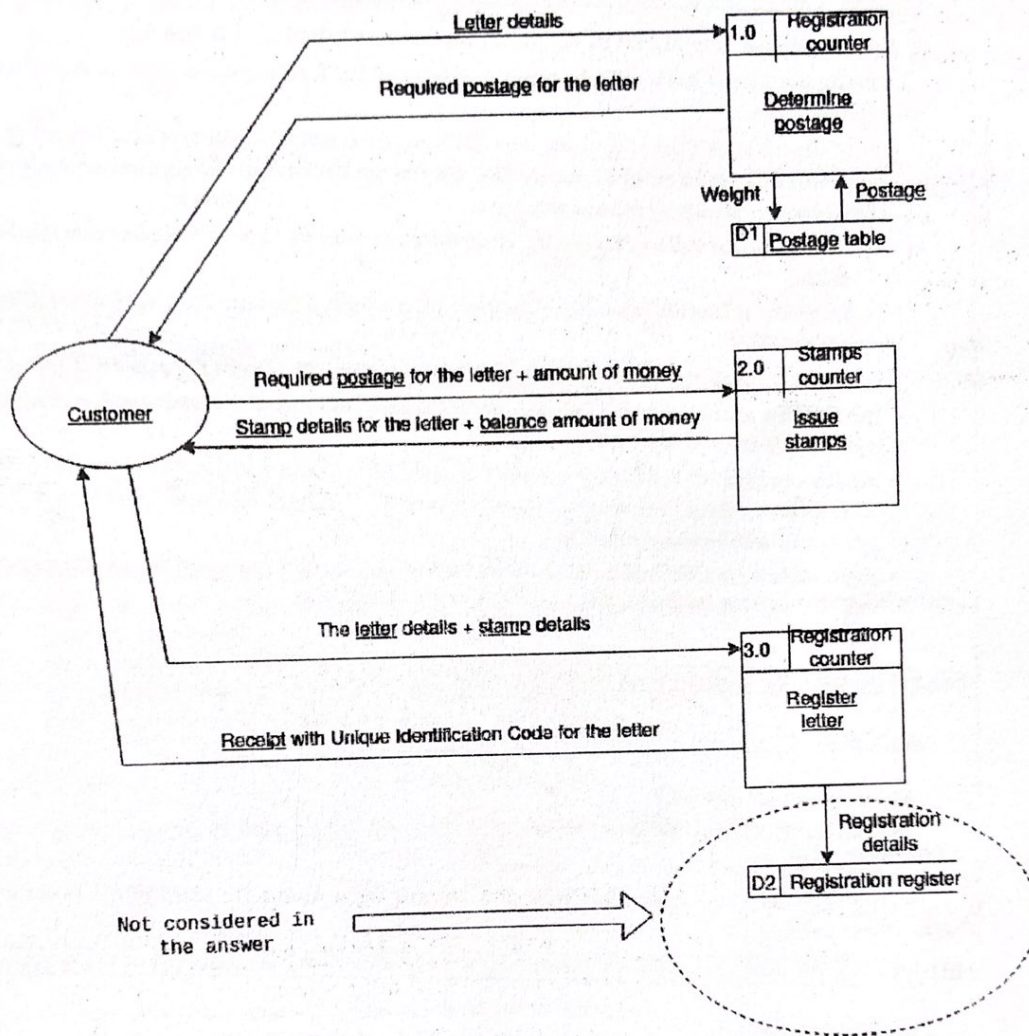 Letter details
1.0
Registration
counter
Required postage for the letter
Determine
postage
Weight
Postage
D1
Postage table
Customer
Required postage for the letter + amount of money
Stamp details for the letter + balance amount of money
2.0
Stamps
counter
Issue
stamps
The letter details + stamp details
3.0
Registration
counter
Register
letter
Receipt with Unique Identification Code for the letter
Registration
details
D2
Registration register
Not considered in
the answer